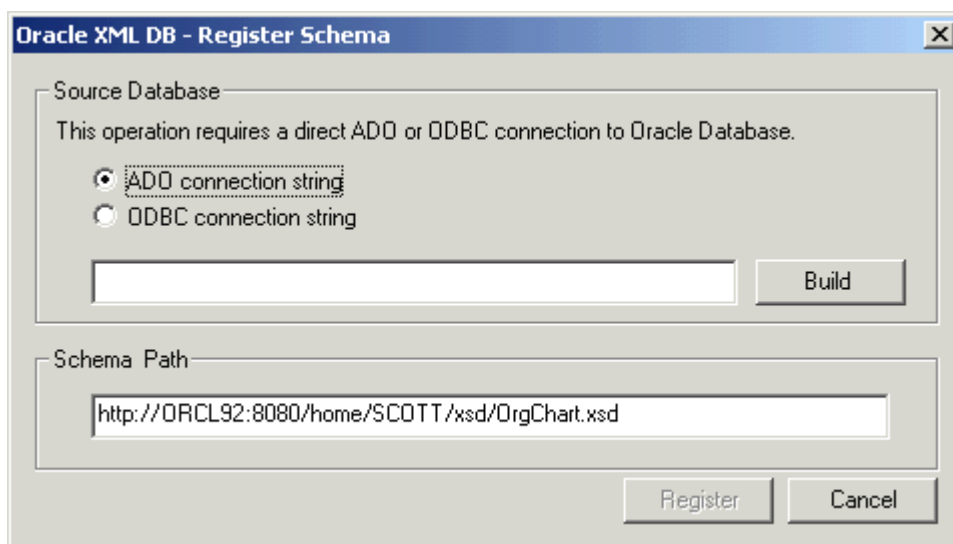 Oracle XML DB - Register Schema
Source Database
This operation requires a direct ADO or ODBC connection to Oracle Database.
ADO connection string
ODBC connection string
Build
Schema Path
http://ORCL92:8080/home/SCOTT/xsd/OrgChart.xsd
Register
Cancel